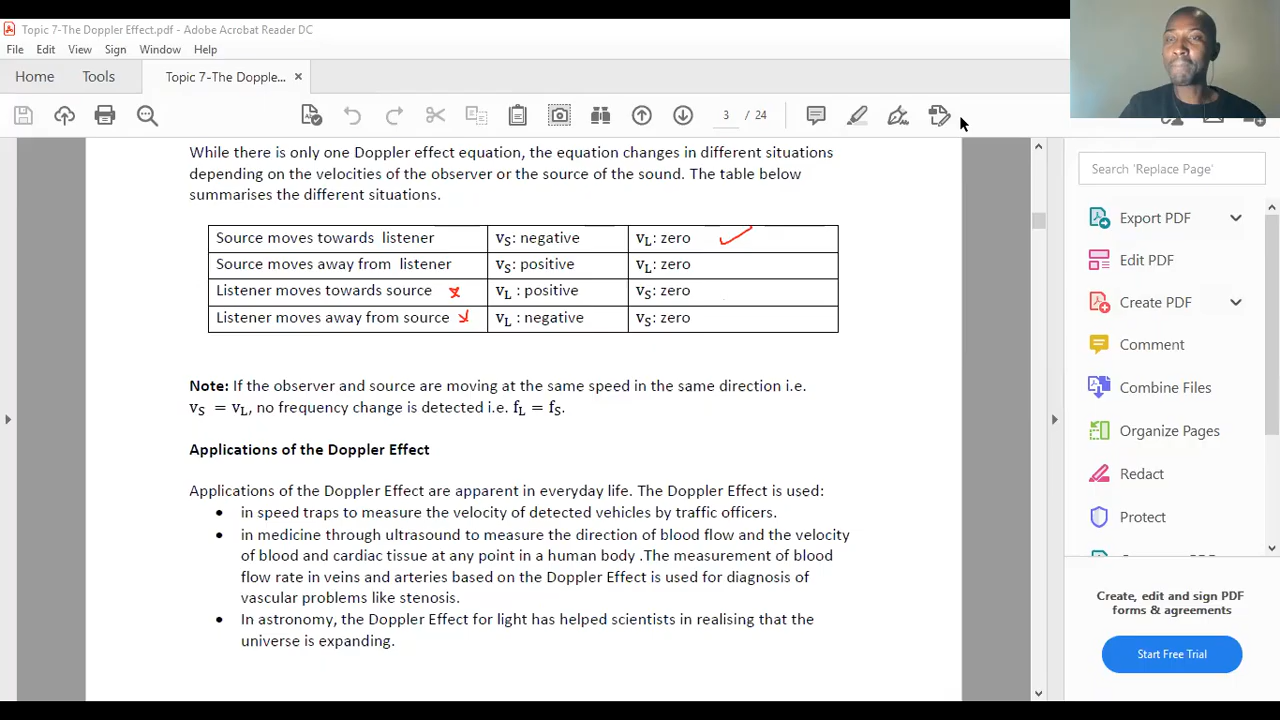 Topic 7-The Doppler Effect.pdf - Adobe Acrobat Reader DC
File Edit View Sign Window Help
Home Tools Topic 7-The Dopple... ×
3 / 24
While there is only one Doppler effect equation, the equation changes in different situations
depending on the velocities of the observer or the source of the sound. The table below
summarises the different situations.
Source moves towards listener vS: negative vL: zero
Source moves away from listener vS: positive vL: zero
Listener moves towards source vL : positive vS: zero
Listener moves away from source vL : negative vS: zero
Note: If the observer and source are moving at the same speed in the same direction i.e.
vS = vL, no frequency change is detected i.e. fL = fS.
Applications of the Doppler Effect
Applications of the Doppler Effect are apparent in everyday life. The Doppler Effect is used:
• in speed traps to measure the velocity of detected vehicles by traffic officers.
• in medicine through ultrasound to measure the direction of blood flow and the velocity
of blood and cardiac tissue at any point in a human body .The measurement of blood
flow rate in veins and arteries based on the Doppler Effect is used for diagnosis of
vascular problems like stenosis.
• In astronomy, the Doppler Effect for light has helped scientists in realising that the
universe is expanding.
Search 'Replace Page'
Export PDF
Edit PDF
Create PDF
Comment
Combine Files
Organize Pages
Redact
Protect
Create, edit and sign PDF
forms & agreements
Start Free Trial